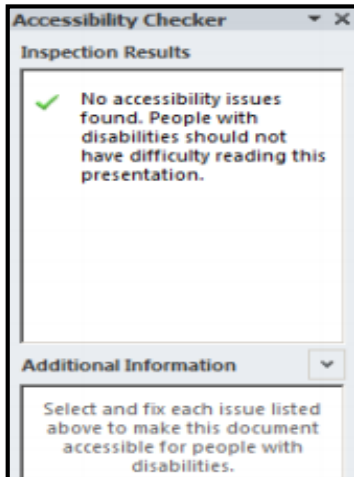 Accessibility Checker
Inspection Results
No accessibility issues
found. People with
disabilities should not
have difficulty reading this
presentation.
Additional Information
Select and fix each issue listed
above to make this document
accessible for people with
disabilities.